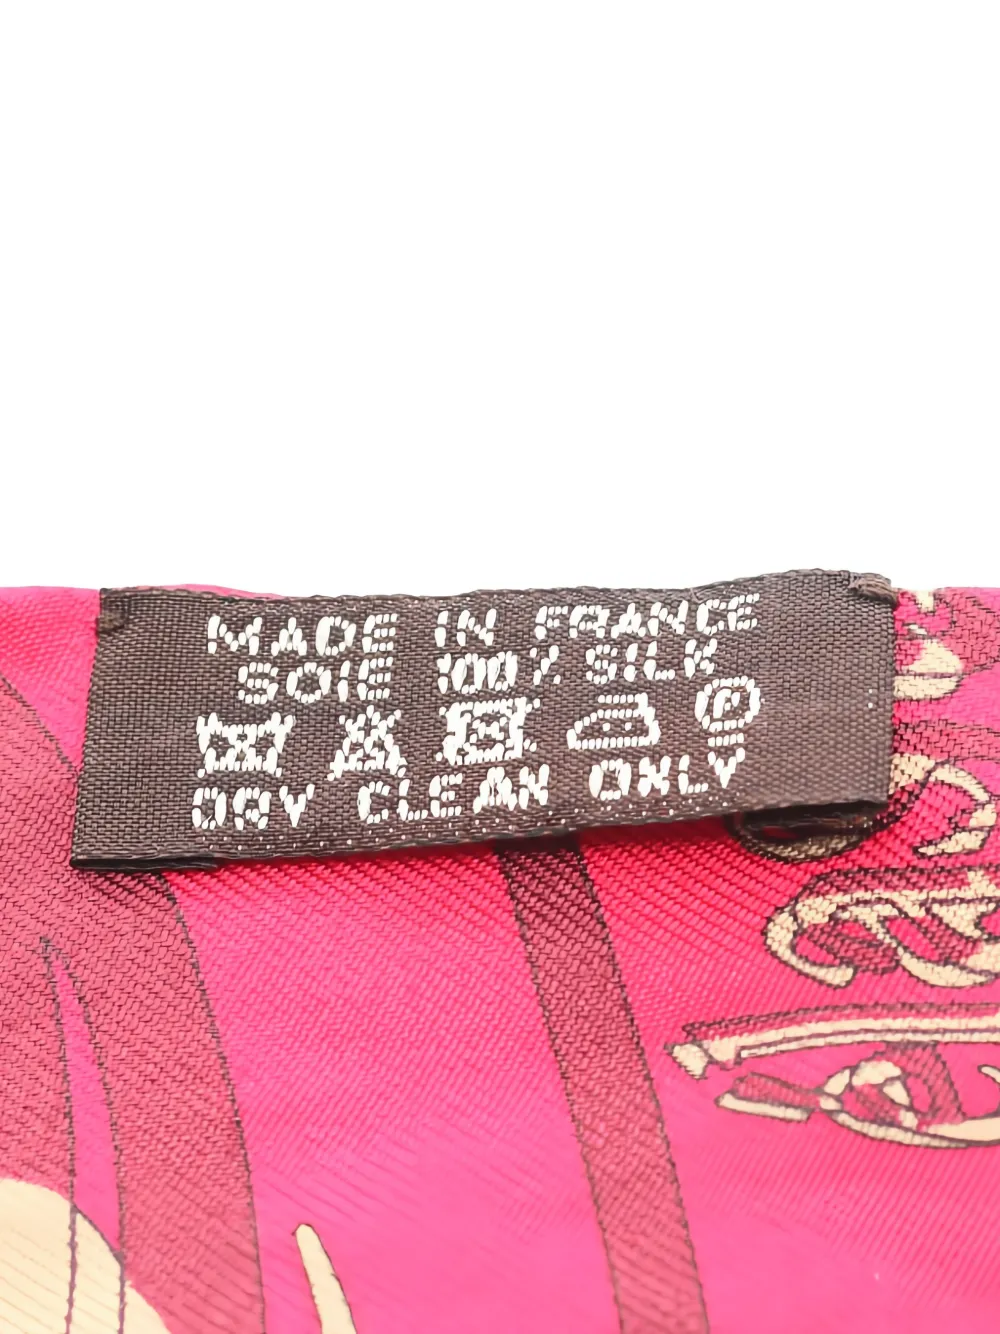 MADE IN FRANCE
SOIE 100% SILK
P
DRY CLEAN ONLY